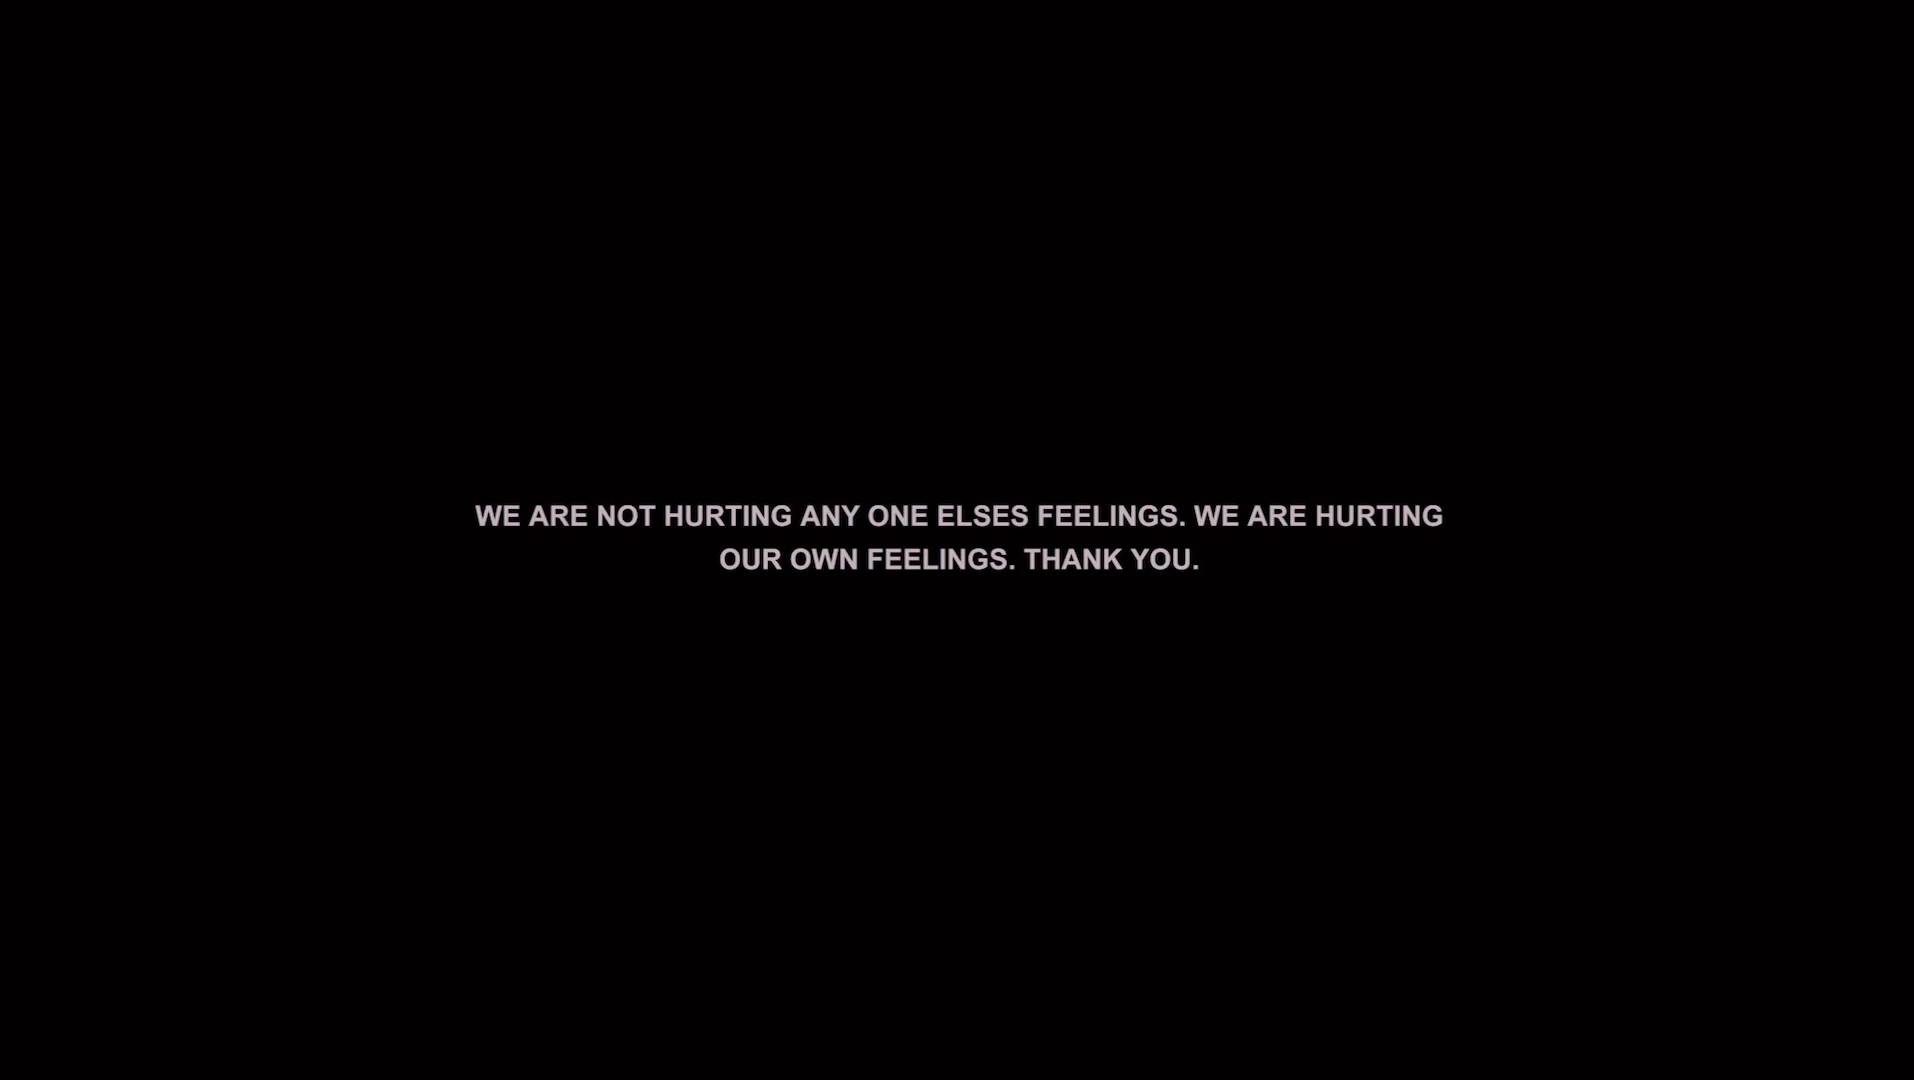 WE ARE NOT HURTING ANY ONE ELSES FEELINGS. WE ARE HURTING
OUR OWN FEELINGS. THANK YOU.